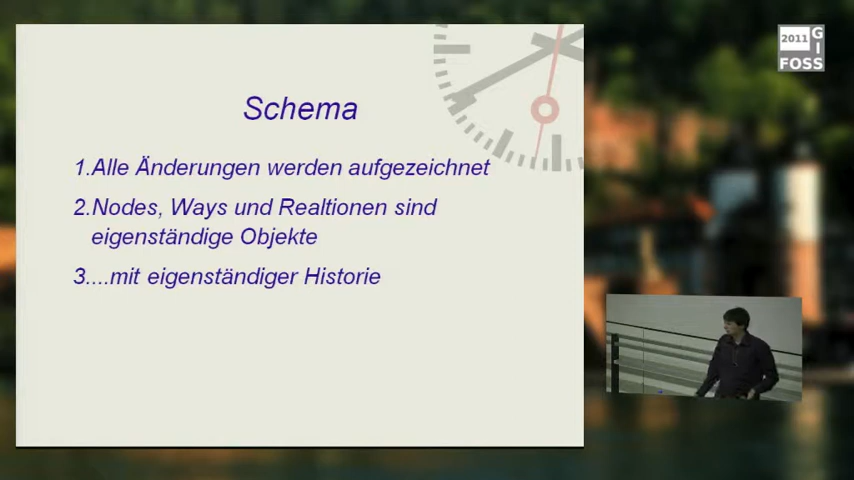 2011 G
I
FOSS
Schema
1.Alle Änderungen werden aufgezeichnet
2.Nodes, Ways und Realtionen sind
eigenständige Objekte
3....mit eigenständiger Historie